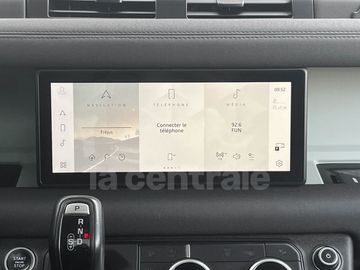 09:52
NAVIGATION
TÉLÉPHONE
MÉDIA
Fréjus
Connecter le
téléphone
92.6
FUN
la centrale
P
R
N
D
S
START
STOP